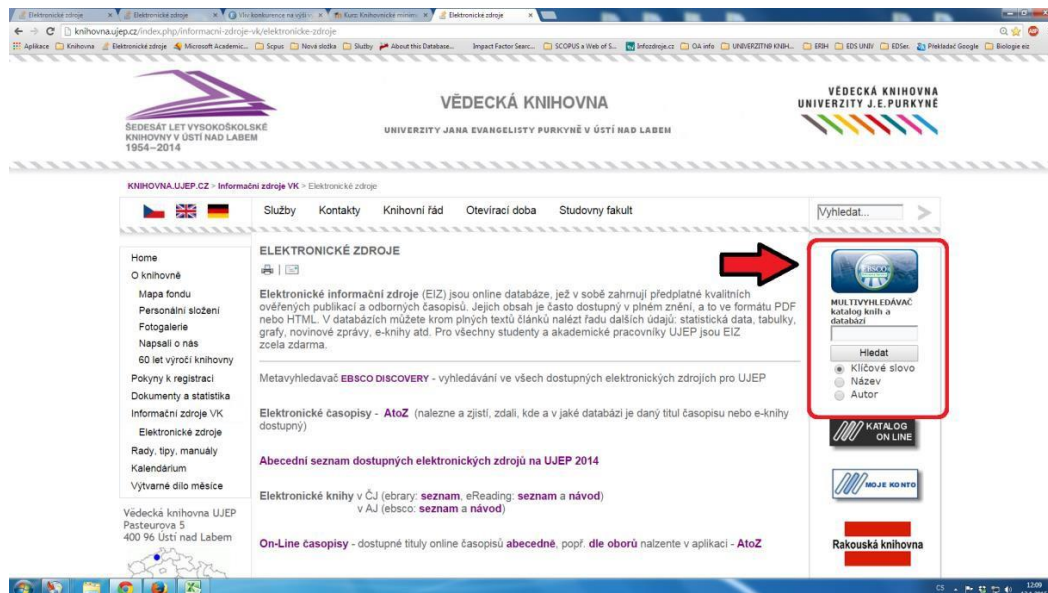 Elektronické zdroje
Elektronické zdroje
Vliv konkurence na výši v
Kurz: Knihovnické minim
Elektronické zdroje
knihovna.ujep.cz/index.php/informacni-zdroje-vk/elektronicke-zdroje
Aplikace Knihovna Elektronické zdroje Microsoft Academic... Scopus Nová složka Služby About this Database... Impact Factor Searc... SCOPUS a Web of S... Infozdroje.cz OA info UNIVERZITNÍ KNIH... ERIH EDS UNIV EDSer. Překladač Google Biologie eiz
ŠEDESÁT LET VYSOKOŠKOLSKÉ
KNIHOVNY V ÚSTÍ NAD LABEM
1954–2014
VĚDECKÁ KNIHOVNA
UNIVERZITY JANA EVANGELISTY PURKYNĚ V ÚSTÍ NAD LABEM
VĚDECKÁ KNIHOVNA
UNIVERZITY J.E.PURKYNĚ
KNIHOVNA.UJEP.CZ > Informační zdroje VK > Elektronické zdroje
Služby Kontakty Knihovní řád Otevírací doba Studovny fakult
Vyhledat...
Home
O knihovně
Mapa fondu
Personální složení
Fotogalerie
Napsali o nás
60 let výročí knihovny
Pokyny k registraci
Dokumenty a statistika
Informační zdroje VK
Elektronické zdroje
Rady, tipy, manuály
Kalendárium
Výtvarné dílo měsíce
Vědecká knihovna UJEP
Pasteurova 5
400 96 Ústí nad Labem
ELEKTRONICKÉ ZDROJE
Elektronické informační zdroje (EIZ) jsou online databáze, jež v sobě zahrnují předplatné kvalitních
ověřených publikací a odborných časopisů. Jejich obsah je často dostupný v plném znění, a to ve formátu PDF
nebo HTML. V databázích můžete krom plných textů článků nalézt řadu dalších údajů: statistická data, tabulky,
grafy, novinové zprávy, e-knihy atd. Pro všechny studenty a akademické pracovníky UJEP jsou EIZ
zcela zdarma.
Metavyhledavač EBSCO DISCOVERY - vyhledávání ve všech dostupných elektronických zdrojích pro UJEP
Elektronické časopisy - AtoZ (nalezne a zjistí, zdali, kde a v jaké databázi je daný titul časopisu nebo e-knihy
dostupný)
Abecední seznam dostupných elektronických zdrojů na UJEP 2014
Elektronické knihy v ČJ (ebrary: seznam, eReading: seznam a návod)
v AJ (ebsco: seznam a návod)
On-Line časopisy - dostupné tituly online časopisů abecedně, popř. dle oborů nalzente v aplikaci - AtoZ
EBSCO
MULTIVYHLEDÁVAČ
katalog knih a
databází
Hledat
Klíčové slovo
Název
Autor
KATALOG
ON LINE
MOJE KONTO
Rakouská knihovna
CS
12:09